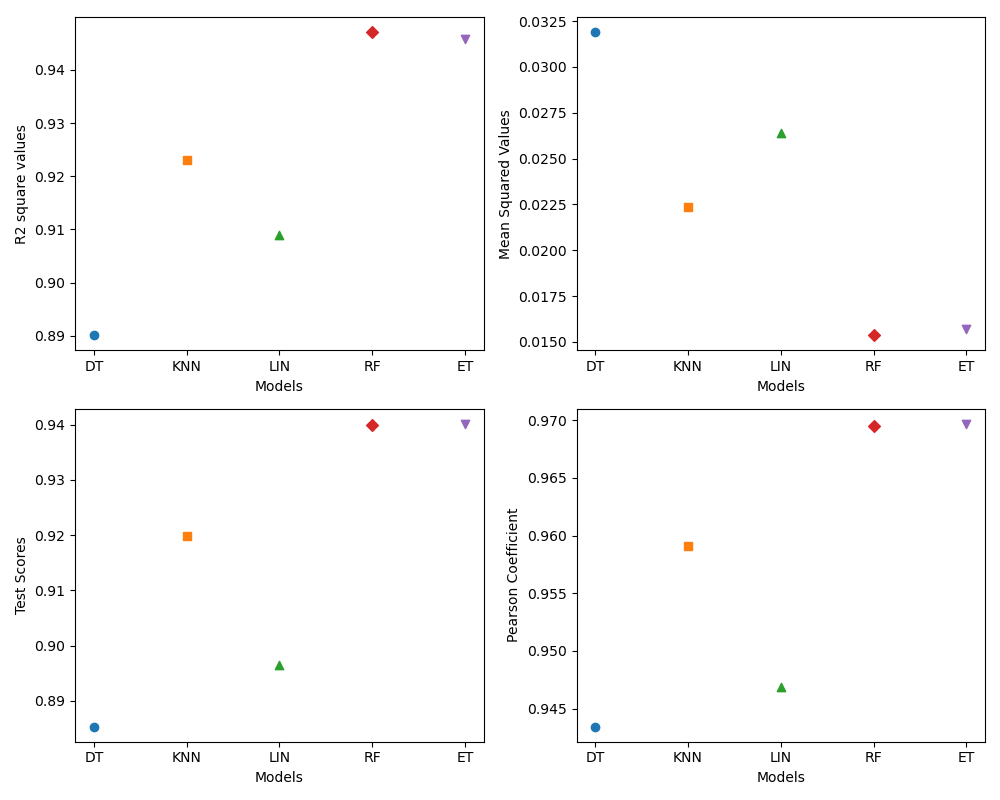 R2 square values
0.94
0.93
0.92
0.91
0.90
0.89
DT KNN LIN RF ET
Models
Mean Squared Values
0.0325
0.0300
0.0275
0.0250
0.0225
0.0200
0.0175
0.0150
DT KNN LIN RF ET
Models
Test Scores
0.94
0.93
0.92
0.91
0.90
0.89
DT KNN LIN RF ET
Models
Pearson Coefficient
0.970
0.965
0.960
0.955
0.950
0.945
DT KNN LIN RF ET
Models